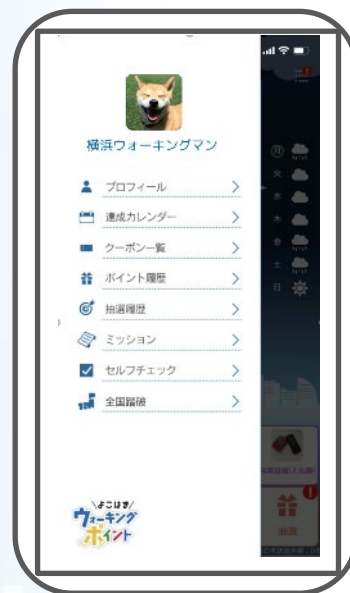 横浜ウォーキングマン
プロフィール
達成カレンダー
クーポン一覧
ポイント履歴
抽選履歴
ミッション
セルフチェック
全国踏破
よこはま
ウォーキング
ポイント
月
火
水
木
金
土
日
抽選